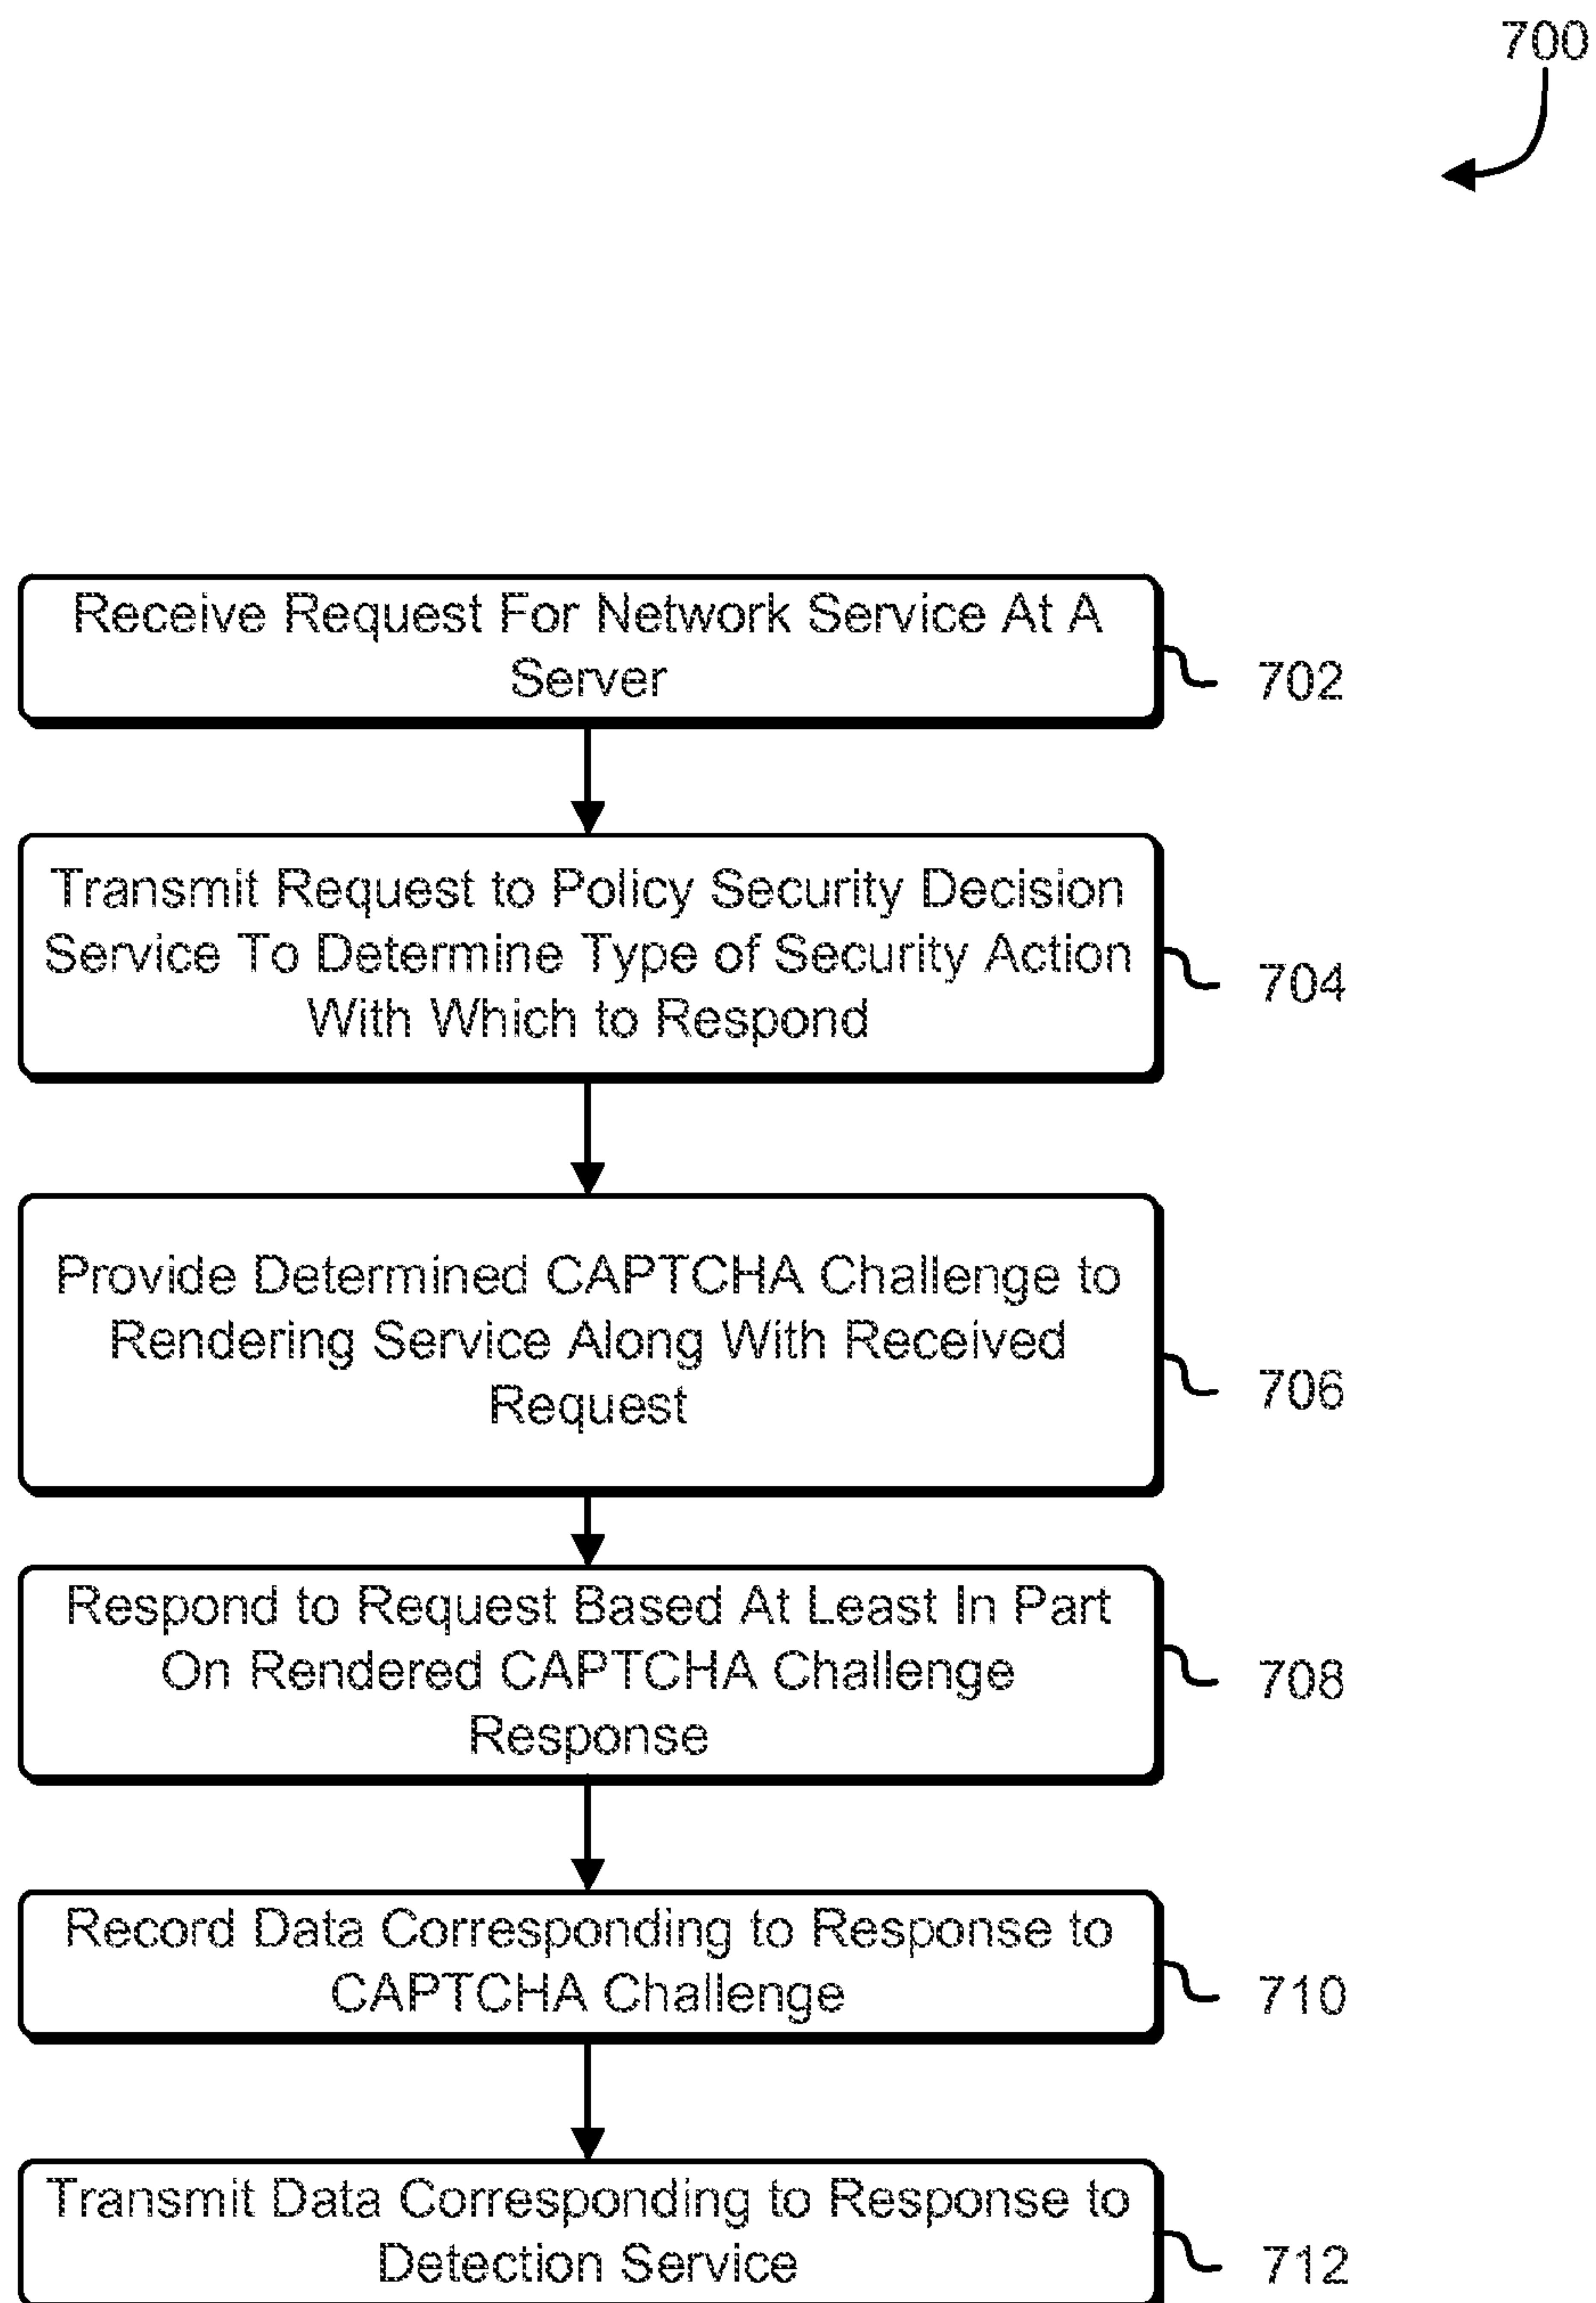 700
Receive Request For Network Service At A
Server
702
Transmit Request to Policy Security Decision
Service To Determine Type of Security Action
With Which to Respond
704
Provide Determined CAPTCHA Challenge to
Rendering Service Along With Received
Request
706
Respond to Request Based At Least In Part
On Rendered CAPTCHA Challenge
Response
708
Record Data Corresponding to Response to
CAPTCHA Challenge
710
Transmit Data Corresponding to Response to
Detection Service
712